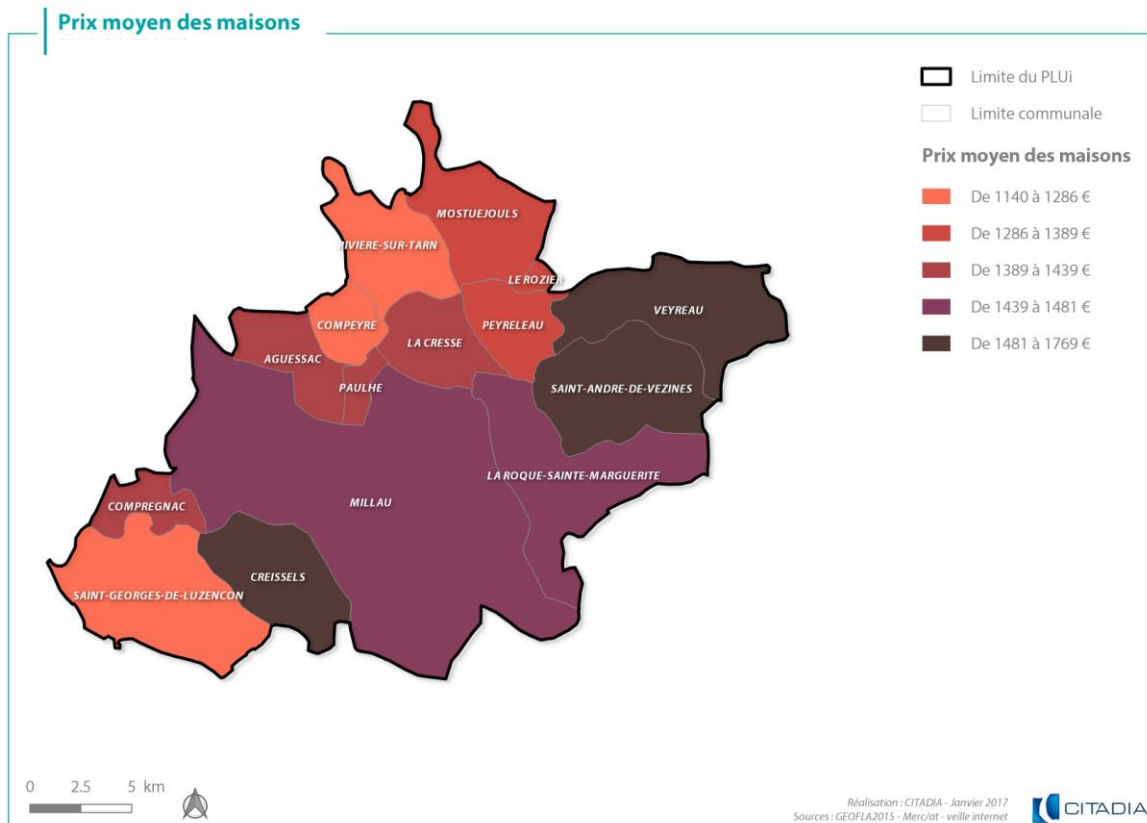 Prix moyen des maisons
Limite du PLUi
Limite communale
Prix moyen des maisons
De 1140 à 1286 €
De 1286 à 1389 €
De 1389 à 1439 €
De 1439 à 1481 €
De 1481 à 1769 €
MOSTUEJOULS
RIVIERE-SUR-TARN
LE ROZIER
VEYREAU
COMPEYRE
PEYRELEAU
LA CRESSE
AGUESSAC
PAULHE
SAINT-ANDRE-DE-VEZINES
LA ROQUE-SAINTE-MARGUERITE
MILLAU
COMPREGNAC
CREISSELS
SAINT-GEORGES-DE-LUZENCON
0 2.5 5 km
Réalisation : CITADIA - Janvier 2017
Sources : GEOFLA2015 - Merc/at - veille internet
CITADIA